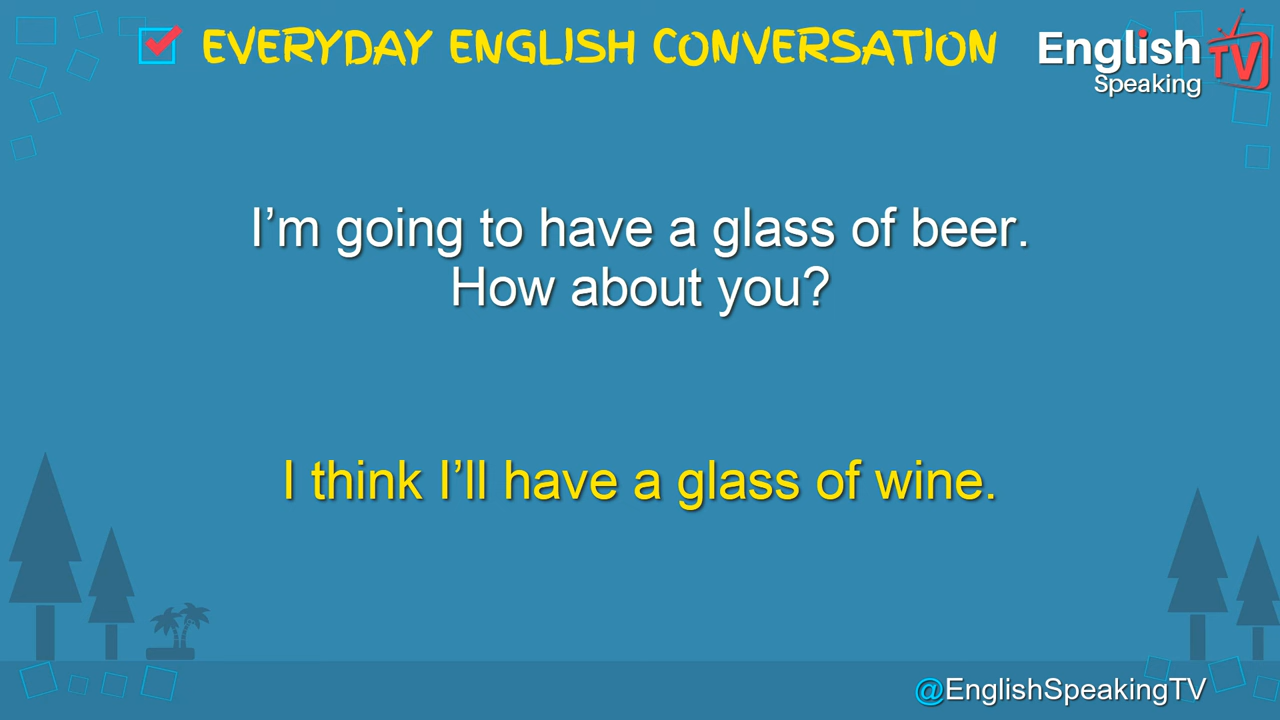 EVERYDAY ENGLISH CONVERSATION
English
Speaking
TV
I’m going to have a glass of beer.
How about you?
I think I’ll have a glass of wine.
@EnglishSpeakingTV